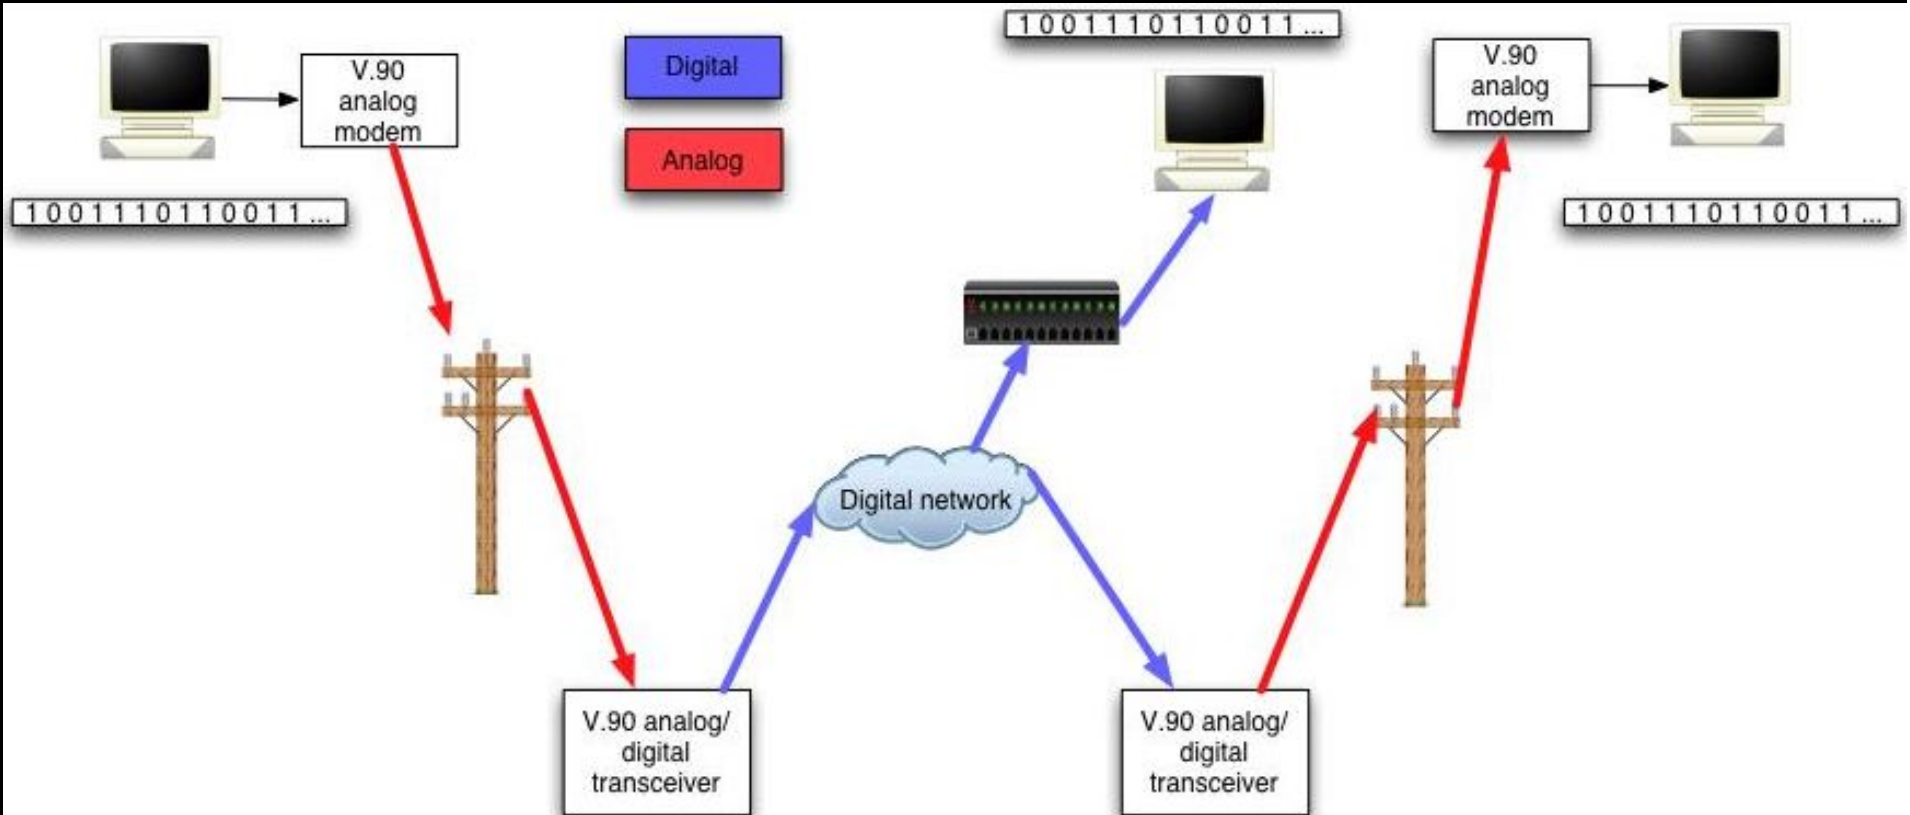 1 0 0 1 1 1 0 1 1 0 0 1 1 ...
V.90
analog
modem
Digital
V.90
analog
modem
Analog
1 0 0 1 1 1 0 1 1 0 0 1 1 ...
1 0 0 1 1 1 0 1 1 0 0 1 1 ...
Digital network
V.90 analog/
digital
transceiver
V.90 analog/
digital
transceiver